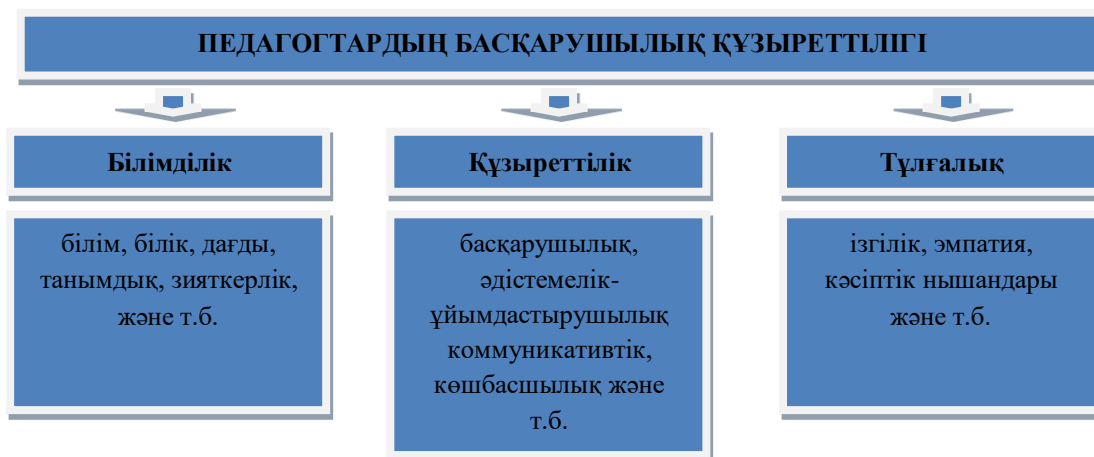 ПЕДАГОГТАРДЫҢ БАСҚАРУШЫЛЫҚ ҚҰЗЫРЕТТІЛІГІ
Білімділік
білім, білік, дағды,
танымдық, зияткерлік,
және т.б.
Құзыреттілік
басқарушылық,
әдістемелік-
ұйымдастырушылық
коммуникативтік,
көшбасшылық және
т.б.
Тұлғалық
ізгілік, эмпатия,
кәсіптік нышандары
және т.б.